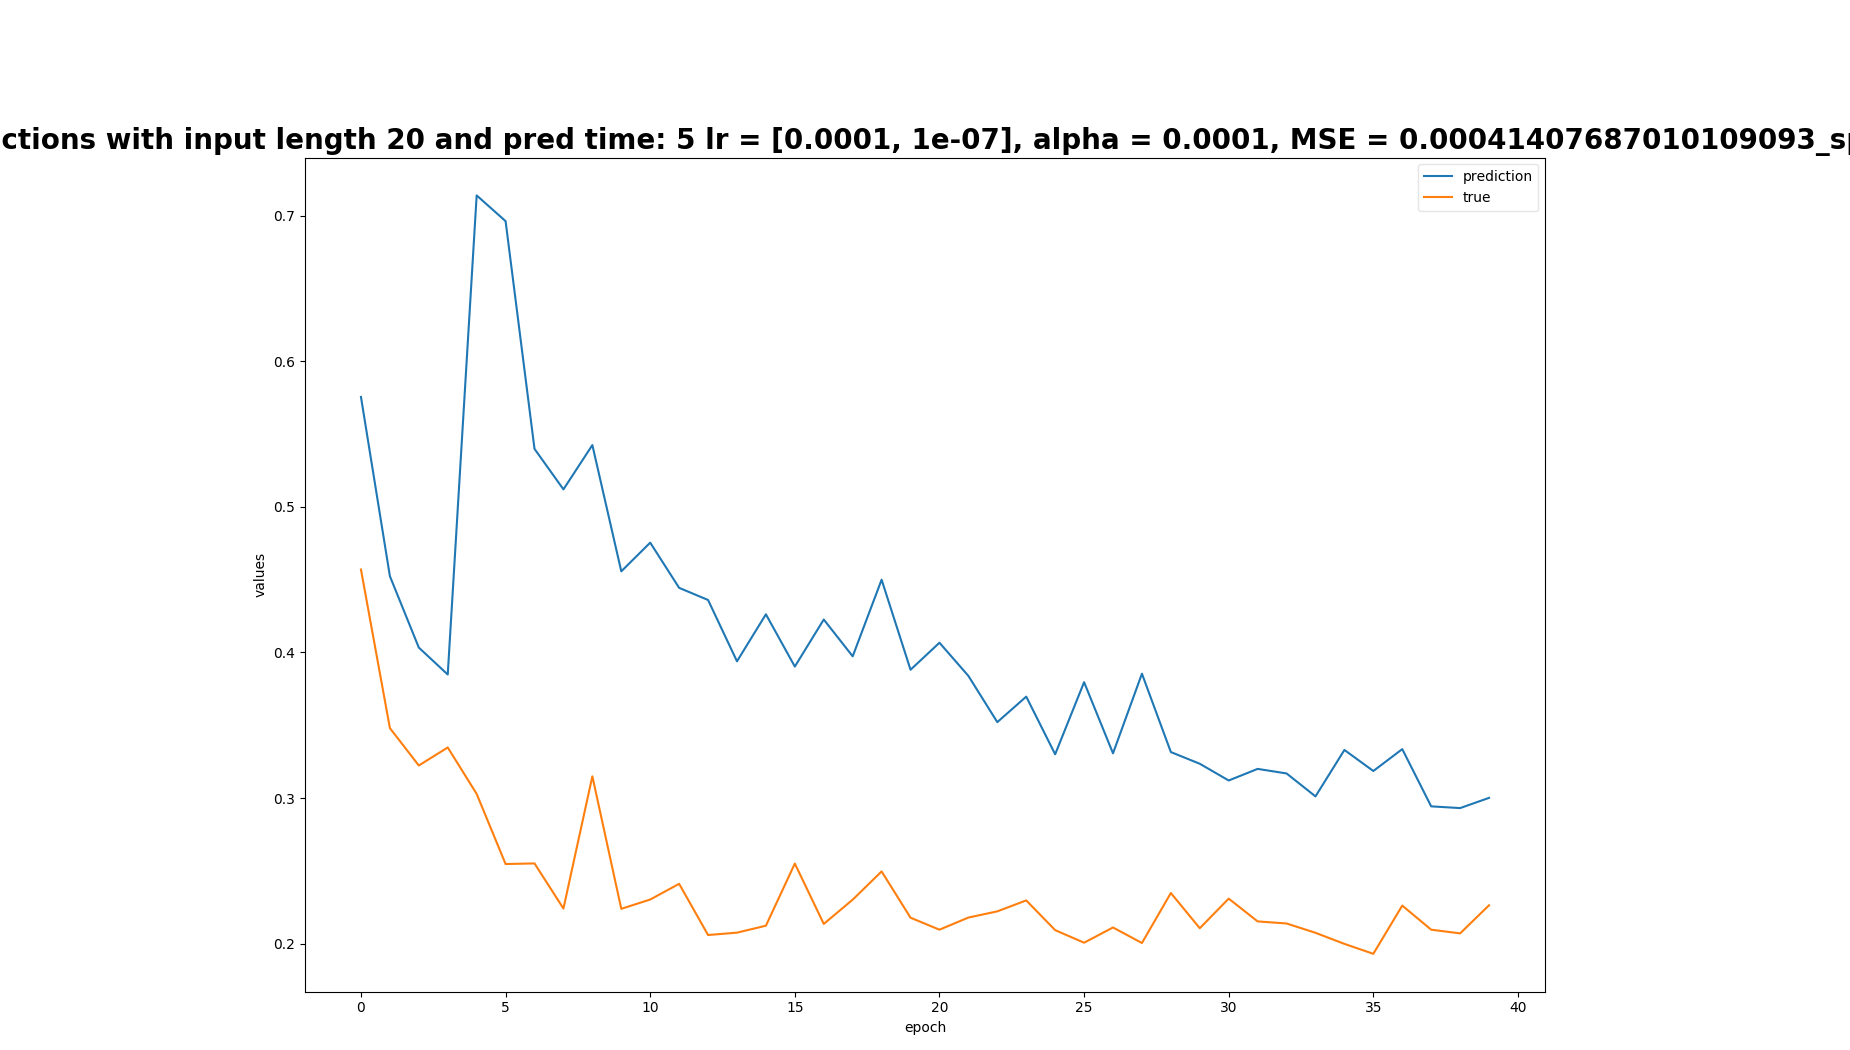 ctions with input length 20 and pred time: 5 lr = [0.0001, 1e-07], alpha = 0.0001, MSE = 0.00041407687010109093_sp
prediction
true
0.7
0.6
0.5
0.4
0.3
0.2
values
0 5 10 15 20 25 30 35 40
epoch